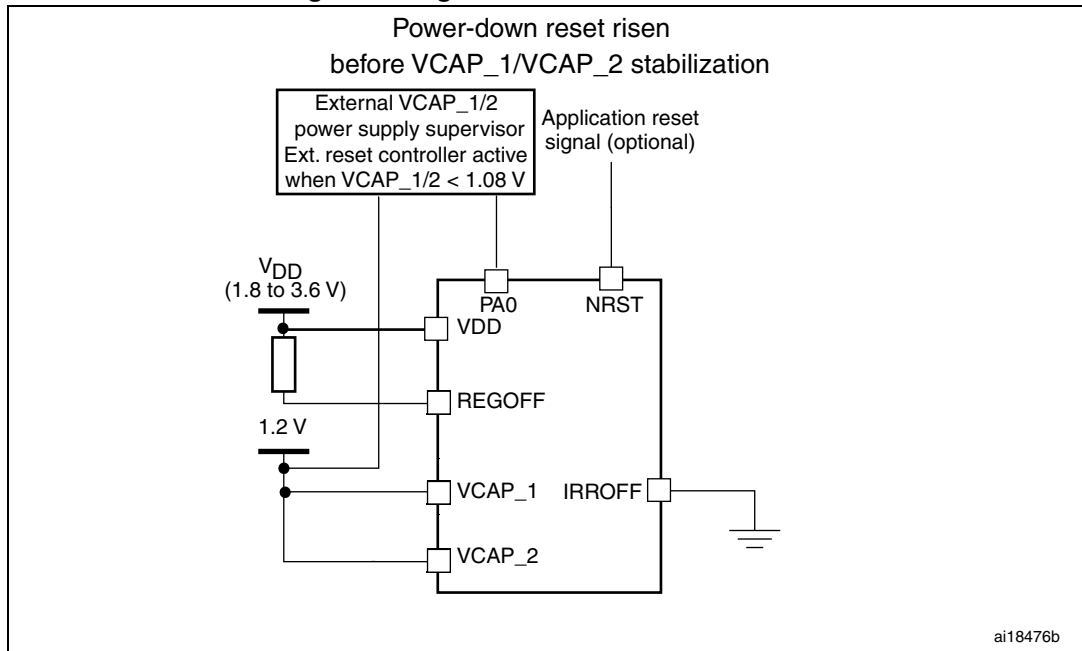 Power-down reset risen
before VCAP_1/VCAP_2 stabilization
External VCAP_1/2
power supply supervisor
Ext. reset controller active
when VCAP_1/2 < 1.08 V
Application reset
signal (optional)
VDD
(1.8 to 3.6 V)
PA0
NRST
VDD
REGOFF
1.2 V
VCAP_1
IRROFF
VCAP_2
ai18476b